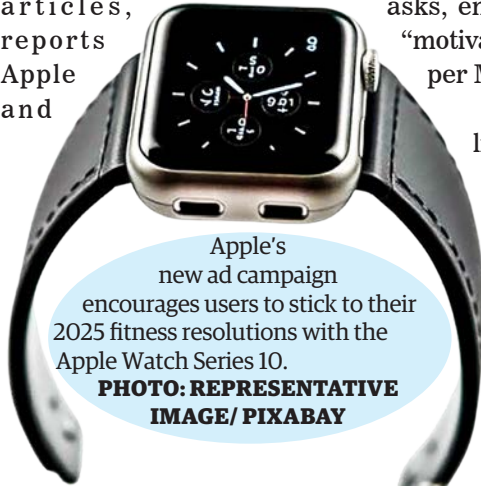 articles,
reports
Apple
and
asks, en
“motiva
per M
li
Apple's
new ad campaign
encourages users to stick to their
2025 fitness resolutions with the
Apple Watch Series 10.
PHOTO: REPRESENTATIVE
IMAGE/ PIXABAY